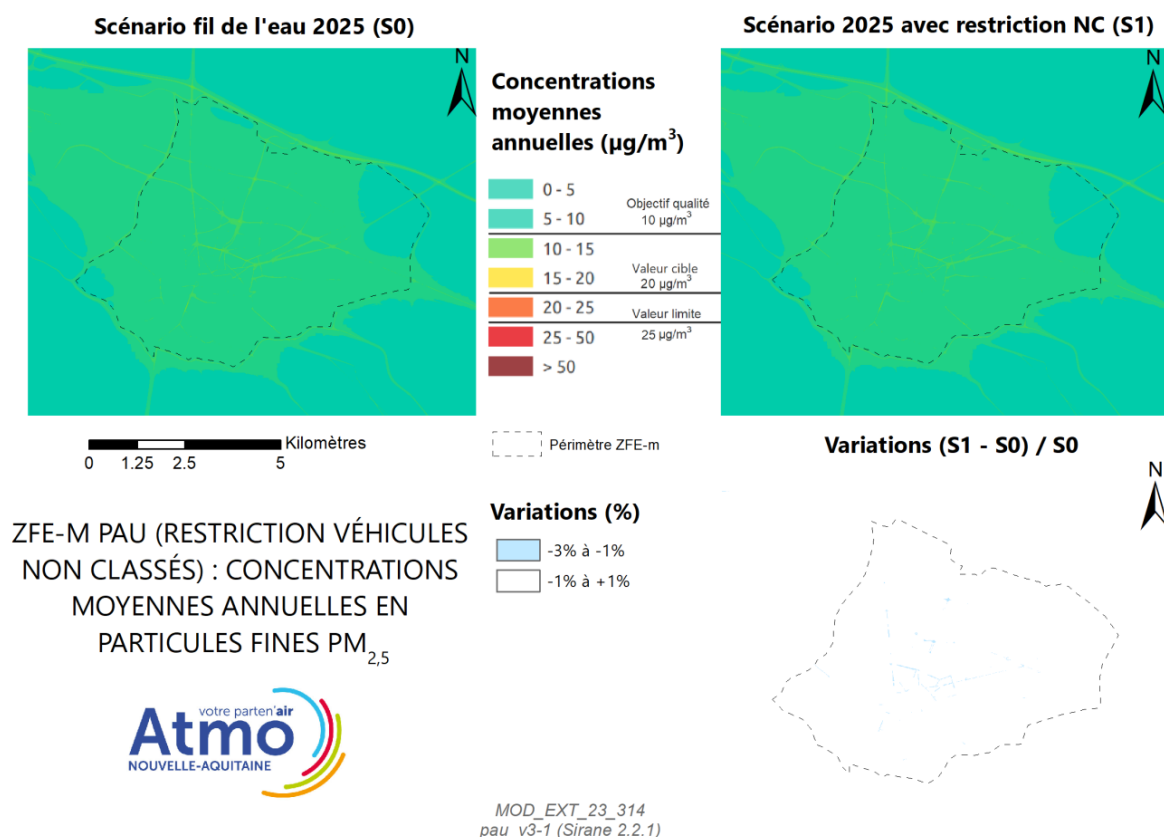 Scénario fil de l'eau 2025 (S0)
Scénario 2025 avec restriction NC (S1)
N
N
Concentrations
moyennes
annuelles (µg/m³)
0 - 5
5 - 10
Objectif qualité
10 µg/m³
10 - 15
15 - 20
Valeur cible
20 µg/m³
20 - 25
Valeur limite
25 - 50
25 µg/m³
> 50
Kilomètres
0 1.25 2.5 5
Périmètre ZFE-m
Variations (S1 - S0) / S0
N
Variations (%)
-3% à -1%
-1% à +1%
ZFE-M PAU (RESTRICTION VÉHICULES
NON CLASSÉS) : CONCENTRATIONS
MOYENNES ANNUELLES EN
PARTICULES FINES PM2,5
votre parten'air
Atmo
NOUVELLE-AQUITAINE
MOD_EXT_23_314
pau_v3-1 (Sirane 2.2.1)